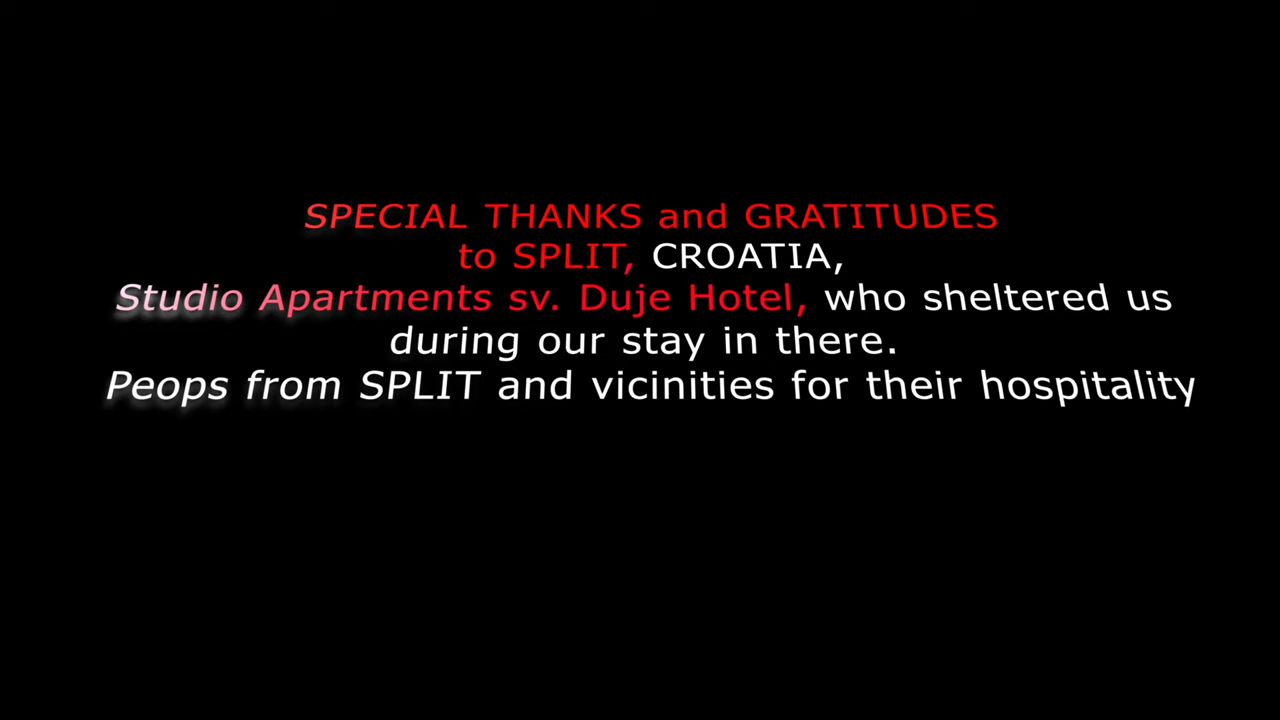 SPECIAL THANKS and GRATITUDES
to SPLIT, CROATIA,
Studio Apartments sv. Duje Hotel, who sheltered us
during our stay in there.
Peops from SPLIT and vicinities for their hospitality